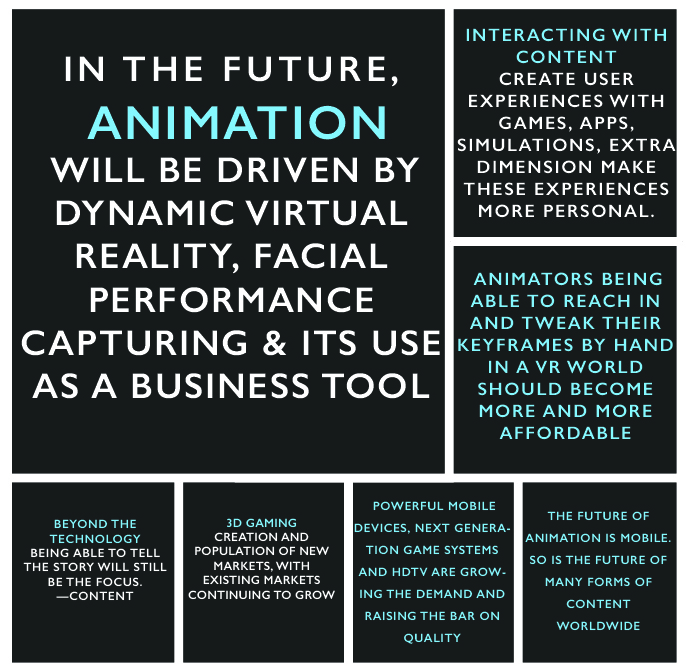 IN THE FUTURE,
ANIMATION
WILL BE DRIVEN BY
DYNAMIC VIRTUAL
REALITY, FACIAL
PERFORMANCE
CAPTURING & ITS USE
AS A BUSINESS TOOL
INTERACTING WITH
CONTENT
CREATE USER
EXPERIENCES WITH
GAMES, APPS,
SIMULATIONS, EXTRA
DIMENSION MAKE
THESE EXPERIENCES
MORE PERSONAL.
ANIMATORS BEING
ABLE TO REACH IN
AND TWEAK THEIR
KEYFRAMES BY HAND
IN A VR WORLD
SHOULD BECOME
MORE AND MORE
AFFORDABLE
BEYOND THE
TECHNOLOGY
BEING ABLE TO TELL
THE STORY WILL STILL
BE THE FOCUS.
—CONTENT
3D GAMING
CREATION AND
POPULATION OF NEW
MARKETS, WITH
EXISTING MARKETS
CONTINUING TO GROW
POWERFUL MOBILE
DEVICES, NEXT GENERA-
TION GAME SYSTEMS
AND HDTV ARE GROW-
ING THE DEMAND AND
RAISING THE BAR ON
QUALITY
THE FUTURE OF
ANIMATION IS MOBILE.
SO IS THE FUTURE OF
MANY FORMS OF
CONTENT
WORLDWIDE